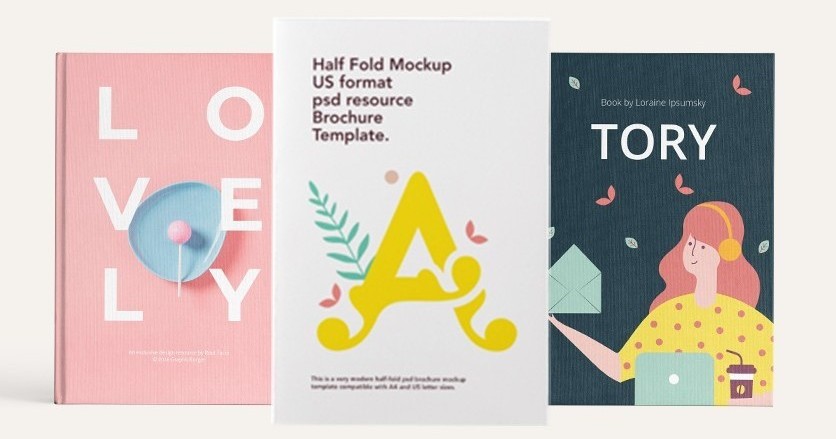 L O
V E
L Y
Half Fold Mockup
US format
psd resource
Brochure
Template.
A
This is a very modern half-fold psd brochure mockup
template compatible with A4 and US letter sizes
Book by Loraine Ipsumsky
TORY